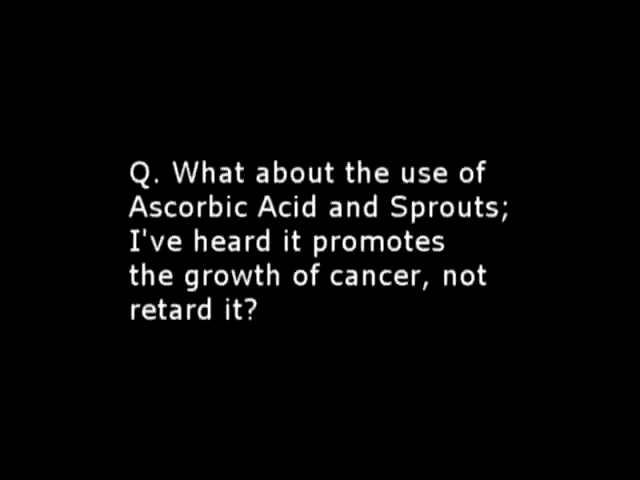 Q. What about the use of
Ascorbic Acid and Sprouts;
I've heard it promotes
the growth of cancer, not
retard it?